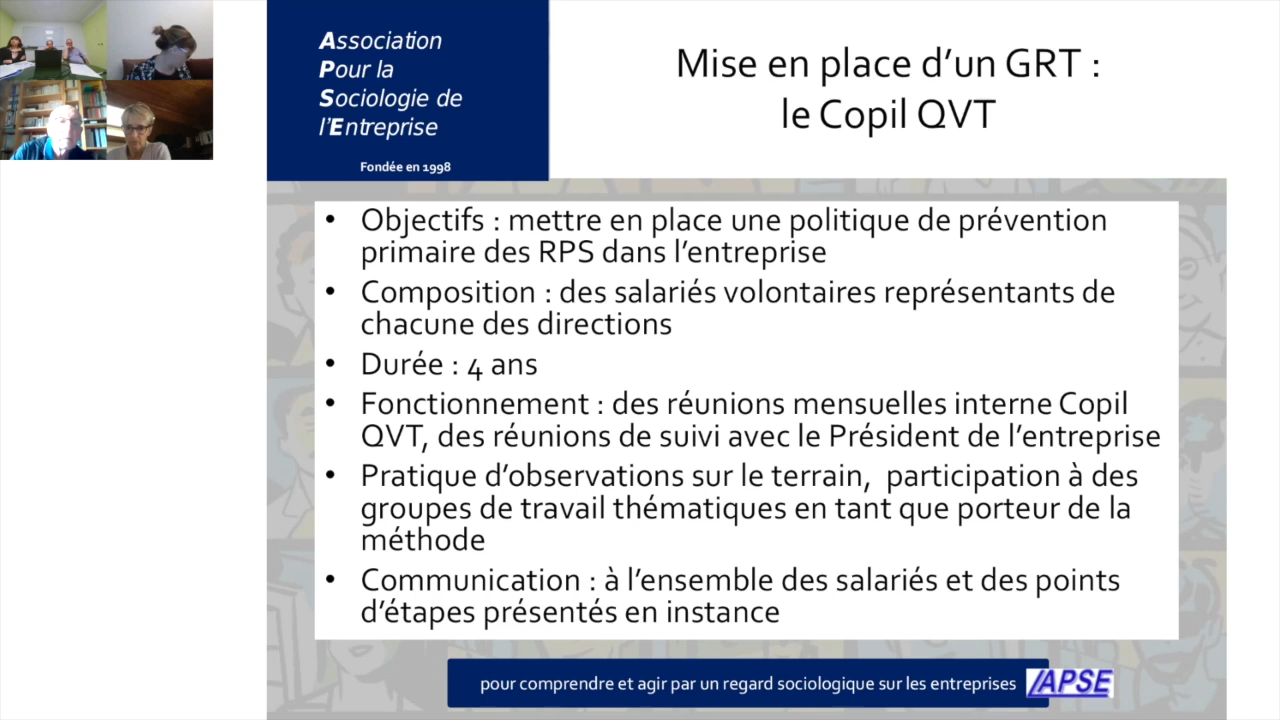 Association
Pour la
Sociologie de
l'Entreprise
Fondée en 1998
Mise en place d'un GRT :
le Copil QVT
• Objectifs : mettre en place une politique de prévention
primaire des RPS dans l'entreprise
• Composition : des salariés volontaires représentants de
chacune des directions
• Durée : 4 ans
• Fonctionnement : des réunions mensuelles interne Copil
QVT, des réunions de suivi avec le Président de l'entreprise
• Pratique d'observations sur le terrain,  participation à des
groupes de travail thématiques en tant que porteur de la
méthode
• Communication : à l'ensemble des salariés et des points
d'étapes présentés en instance
pour comprendre et agir par un regard sociologique sur les entreprises
APSE